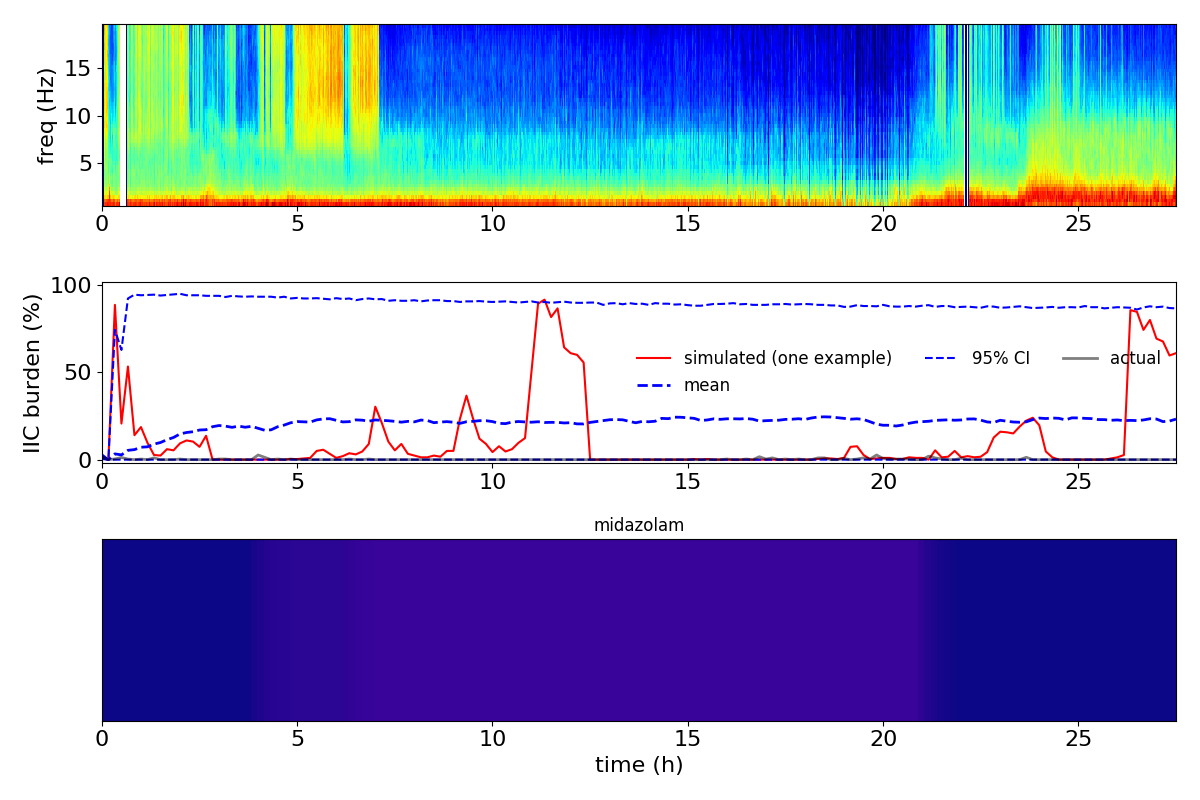 freq (Hz)
15
10
5
0 5 10 15 20 25
IIC burden (%)
100
50
0
simulated (one example) 95% CI actual
mean
0 5 10 15 20 25
midazolam
0 5 10 15 20 25
time (h)